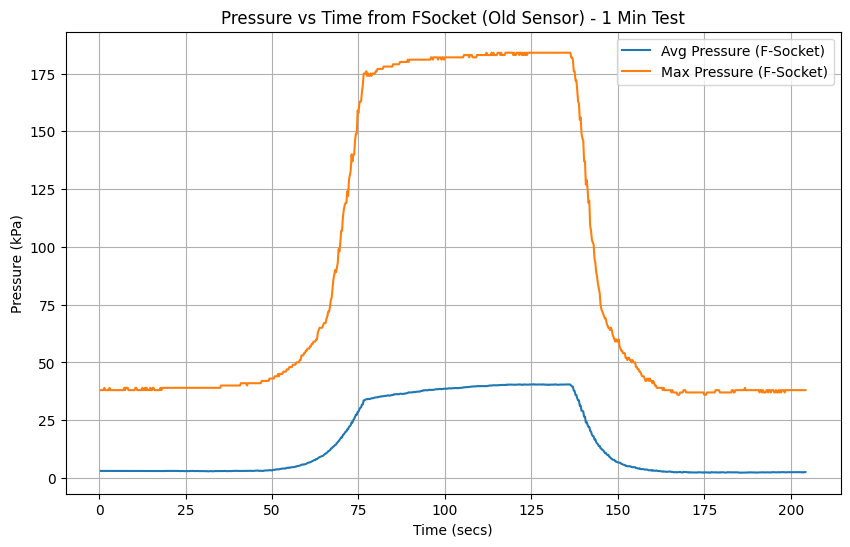 Pressure vs Time from FSocket (Old Sensor) - 1 Min Test
Avg Pressure (F-Socket)
Max Pressure (F-Socket)
Pressure (kPa)
175
150
125
100
75
50
25
0
0 25 50 75 100 125 150 175 200
Time (secs)